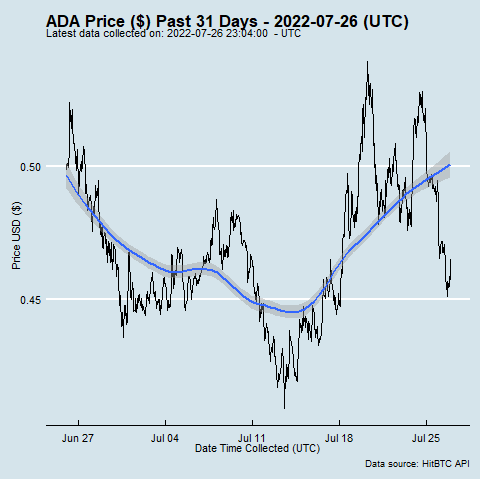 ADA Price ($) Past 31 Days - 2022-07-26 (UTC)
Latest data collected on: 2022-07-26 23:04:00 - UTC
Price USD ($)
0.50
0.45
Jun 27 Jul 04 Jul 11 Jul 18 Jul 25
Date Time Collected (UTC)
Data source: HitBTC API